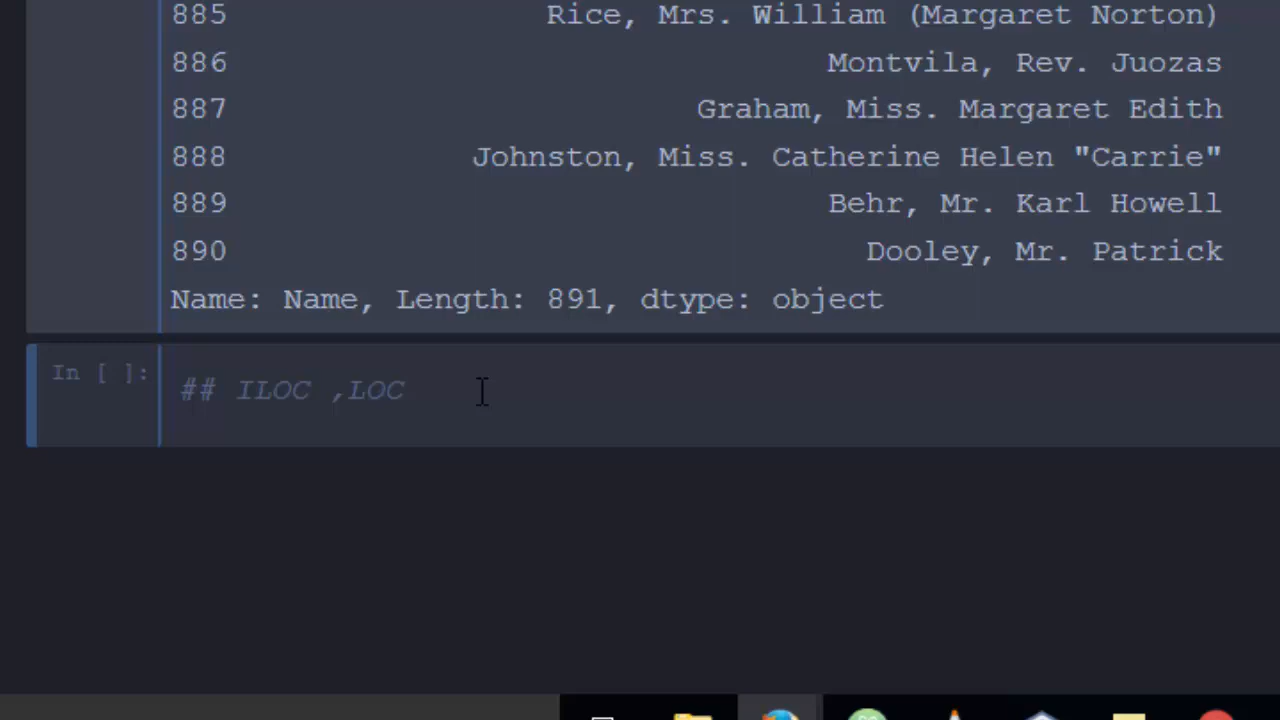 885 Rice, Mrs. William (Margaret Norton)
886 Montvila, Rev. Juozas
887 Graham, Miss. Margaret Edith
888 Johnston, Miss. Catherine Helen "Carrie"
889 Behr, Mr. Karl Howell
890 Dooley, Mr. Patrick
Name: Name, Length: 891, dtype: object
In [ ]: ## ILOC ,LOC